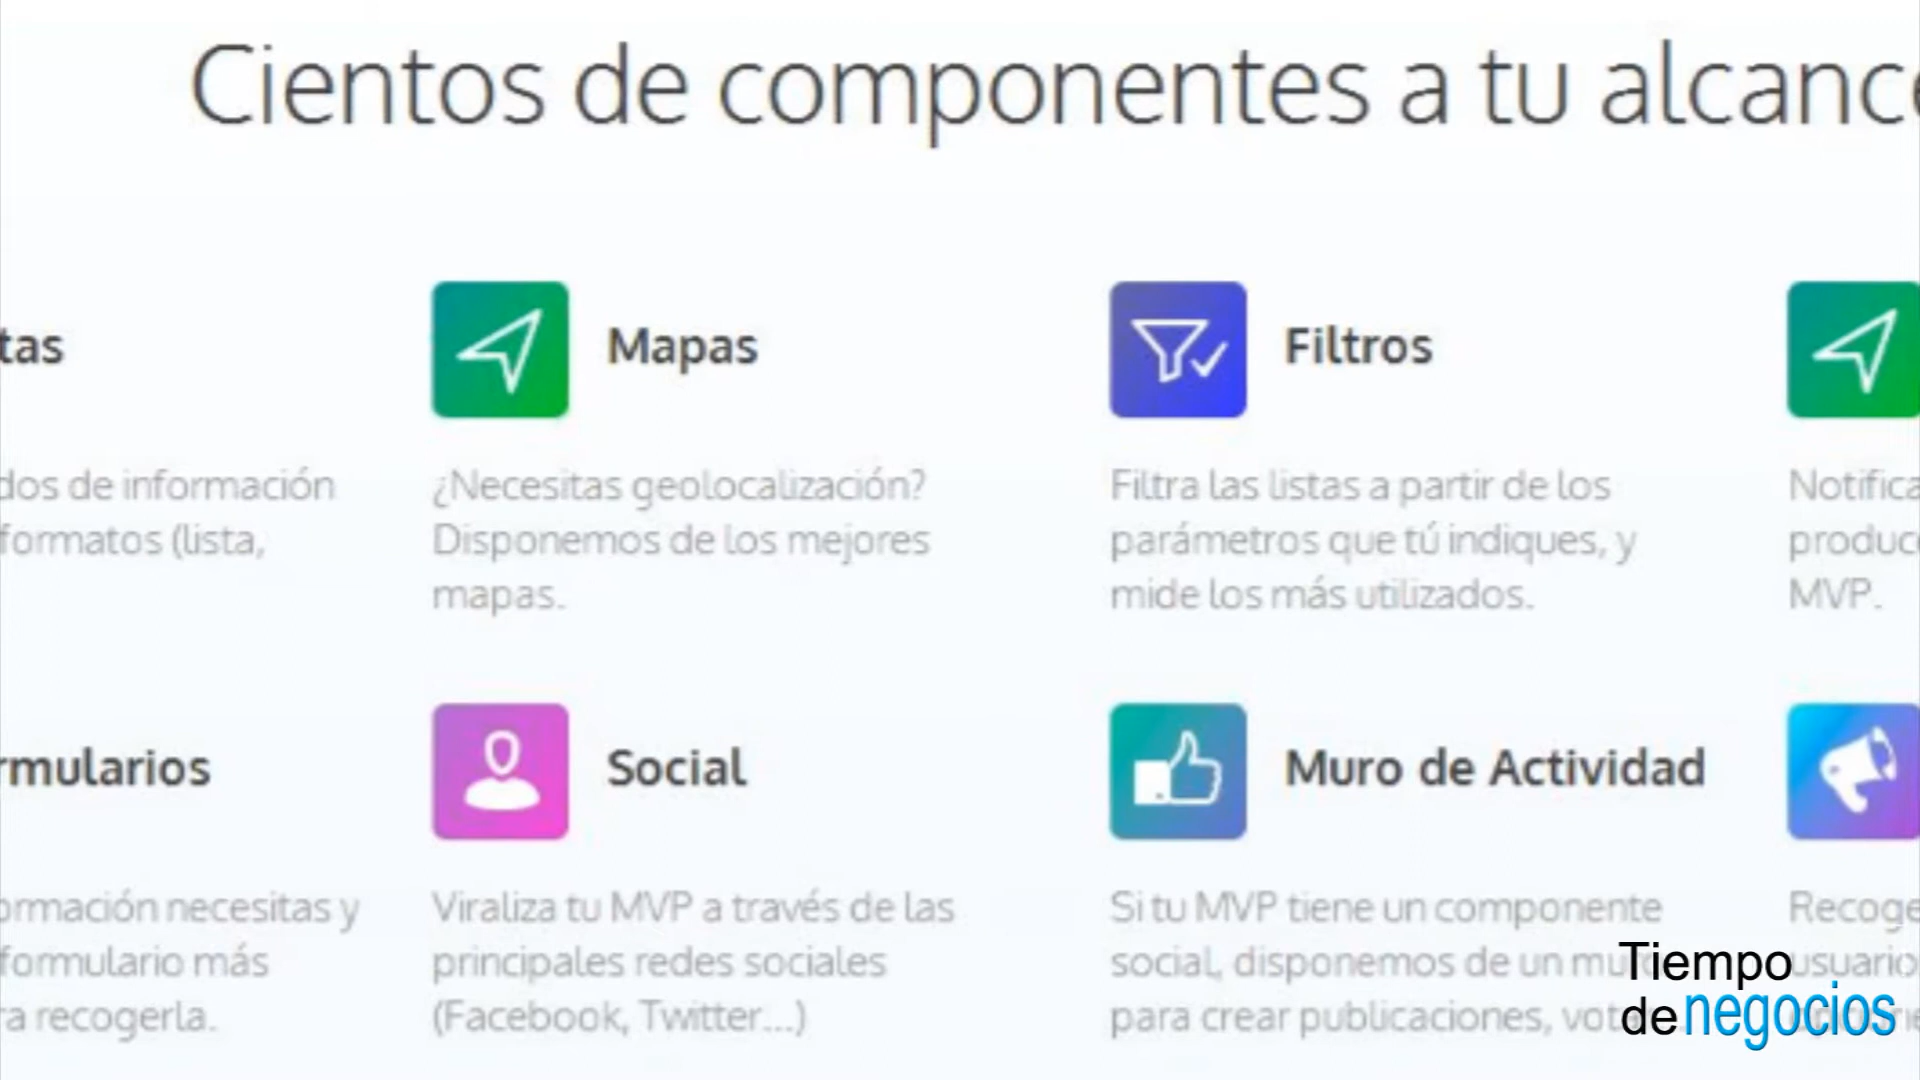 Cientos de componentes a tu alcance
tas
Mapas
Filtros
dos de información
formatos (lista,
¿Necesitas geolocalización?
Disponemos de los mejores
mapas.
Filtra las listas a partir de los
parámetros que tú indiques, y
mide los más utilizados.
Notifica
produc
MVP.
rmularios
Social
Muro de Actividad
ormación necesitas y
formulario más
ra recogerla.
Viraliza tu MVP a través de las
principales redes sociales
(Facebook, Twitter...)
Si tu MVP tiene un componente
social, disponemos de un muro
para crear publicaciones, vot
Recoge
usuario
Tiempo
de negocios